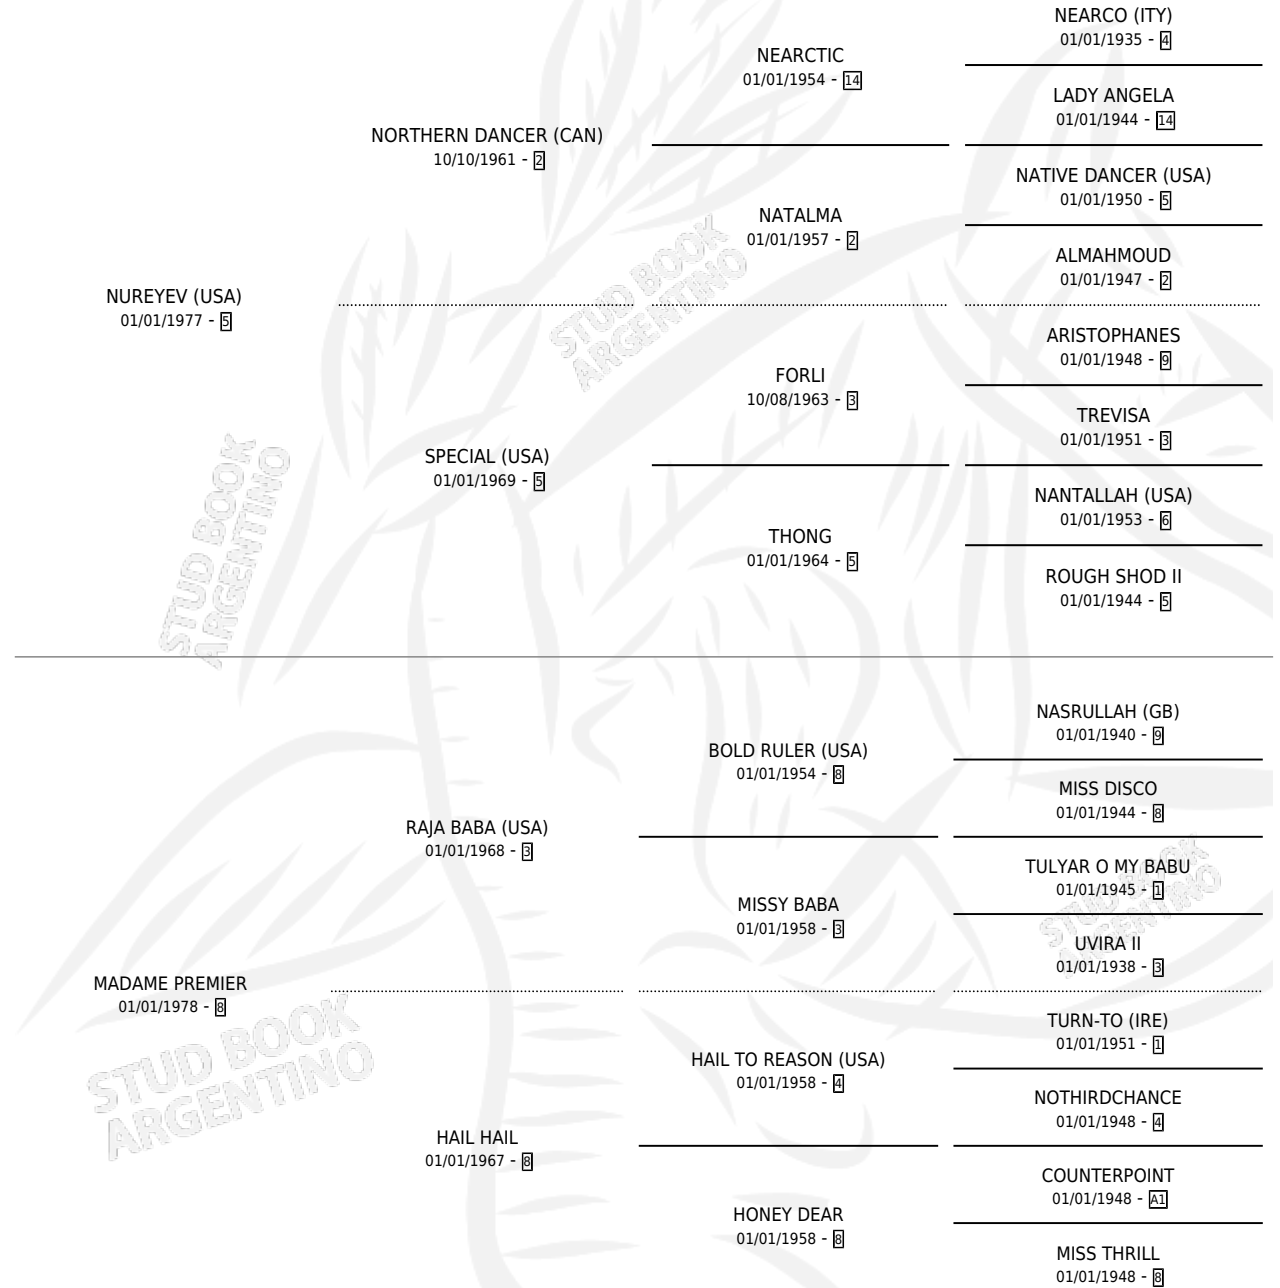 NEARCO (ITY)
01/01/1935 - 4
NEARCTIC
01/01/1954 - 14
LADY ANGELA
01/01/1944 - 14
NORTHERN DANCER (CAN)
10/10/1961 - 2
NATIVE DANCER (USA)
01/01/1950 - 5
NATALMA
01/01/1957 - 2
ALMAHMOUD
01/01/1947 - 2
NUREYEV (USA)
01/01/1977 - 5
ARISTOPHANES
01/01/1948 - 9
FORLI
10/08/1963 - 3
TREVISA
01/01/1951 - 3
SPECIAL (USA)
01/01/1969 - 5
NANTALLAH (USA)
01/01/1953 - 6
THONG
01/01/1964 - 5
ROUGH SHOD II
01/01/1944 - 5
NASRULLAH (GB)
01/01/1940 - 9
BOLD RULER (USA)
01/01/1954 - 8
MISS DISCO
01/01/1944 - 8
RAJA BABA (USA)
01/01/1968 - 3
TULYAR O MY BABU
01/01/1945 - 1
MISSY BABA
01/01/1958 - 3
UVIRA II
01/01/1938 - 3
MADAME PREMIER
01/01/1978 - 8
TURN-TO (IRE)
01/01/1951 - 1
HAIL TO REASON (USA)
01/01/1958 - 4
NOTHIRDCHANCE
01/01/1948 - 4
HAIL HAIL
01/01/1967 - 8
COUNTERPOINT
01/01/1948 - A1
HONEY DEAR
01/01/1958 - 8
MISS THRILL
01/01/1948 - 8
STUD BOOK
ARGENTINO
STUD BOOK
ARGENTINO
STUD BOOK
ARGENTINO
STUD BOOK
ARGENTINO